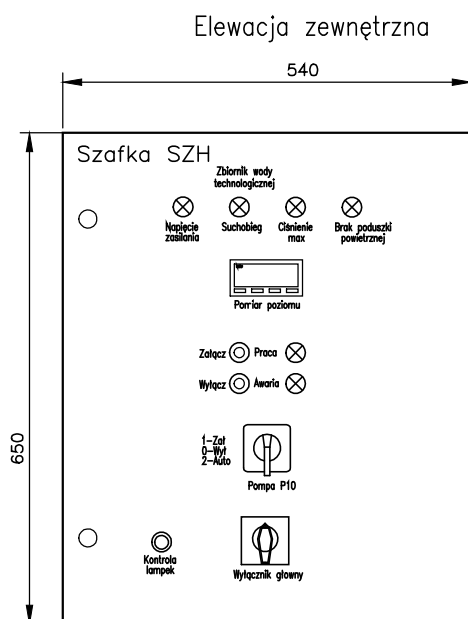 Elewacja zewnętrzna
540
Szafka SZH
Zbiornik wody
technologicznej
Napięcie
zasilania
Suchobieg
Ciśnienie
max
Brak poduszki
powietrznej
Pomiar poziomu
Załącz
Praca
Wyłącz
Awaria
1-Zał
0-Wył
2-Auto
Pompa P10
650
Kontrola
lampek
Wyłącznik głowny